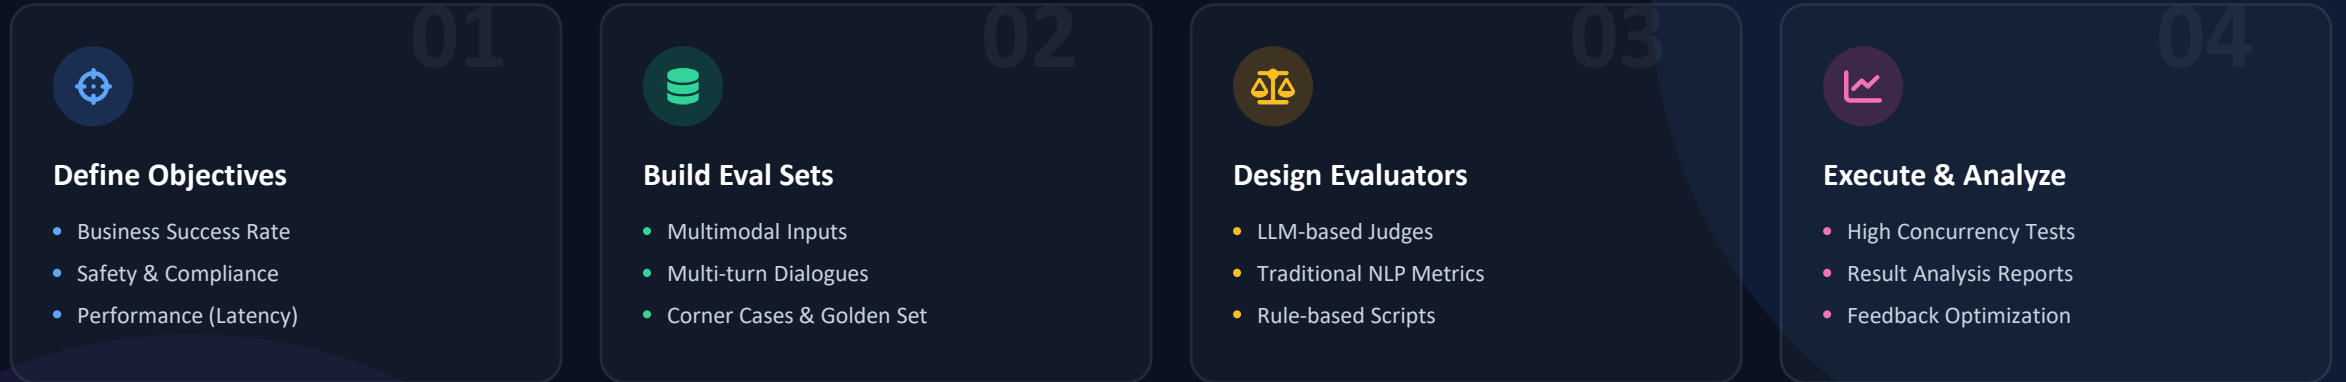 01
Define Objectives
Business Success Rate
Safety & Compliance
Performance (Latency)
02
Build Eval Sets
Multimodal Inputs
Multi-turn Dialogues
Corner Cases & Golden Set
03
Design Evaluators
LLM-based Judges
Traditional NLP Metrics
Rule-based Scripts
04
Execute & Analyze
High Concurrency Tests
Result Analysis Reports
Feedback Optimization